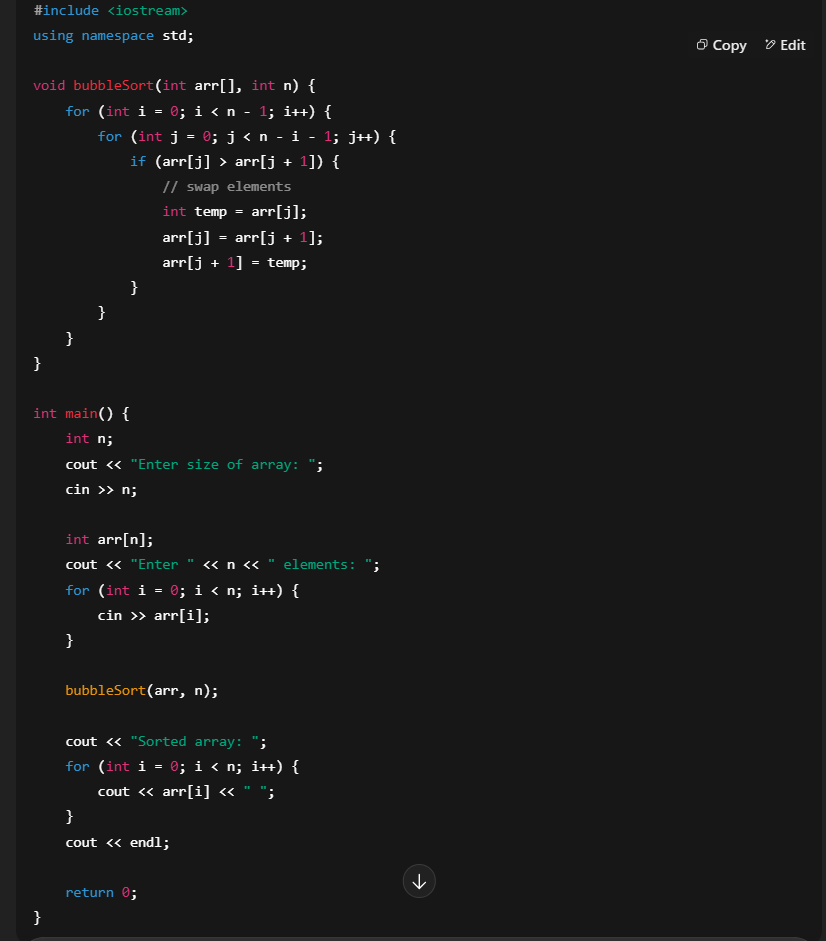 #include <iostream>
using namespace std;
Copy Edit
void bubbleSort(int arr[], int n) {
    for (int i = 0; i < n - 1; i++) {
        for (int j = 0; j < n - i - 1; j++) {
            if (arr[j] > arr[j + 1]) {
                // swap elements
                int temp = arr[j];
                arr[j] = arr[j + 1];
                arr[j + 1] = temp;
            }
        }
    }
}
int main() {
    int n;
    cout << "Enter size of array: ";
    cin >> n;
    int arr[n];
    cout << "Enter " << n << " elements: ";
    for (int i = 0; i < n; i++) {
        cin >> arr[i];
    }
    bubbleSort(arr, n);
    cout << "Sorted array: ";
    for (int i = 0; i < n; i++) {
        cout << arr[i] << " ";
    }
    cout << endl;
    return 0;
}